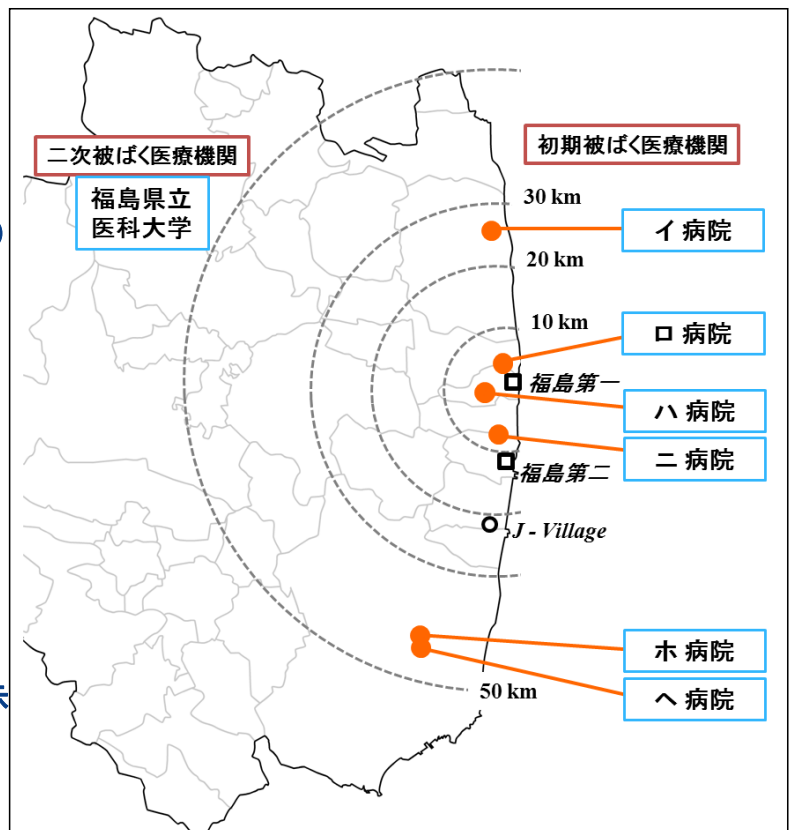 二次被ばく医療機関
福島県立
医科大学
初期被ばく医療機関
30 km
イ 病院
20 km
10 km
ロ 病院
福島第一
ハ 病院
ニ 病院
福島第二
J - Village
ホ 病院
50 km
ヘ 病院
)